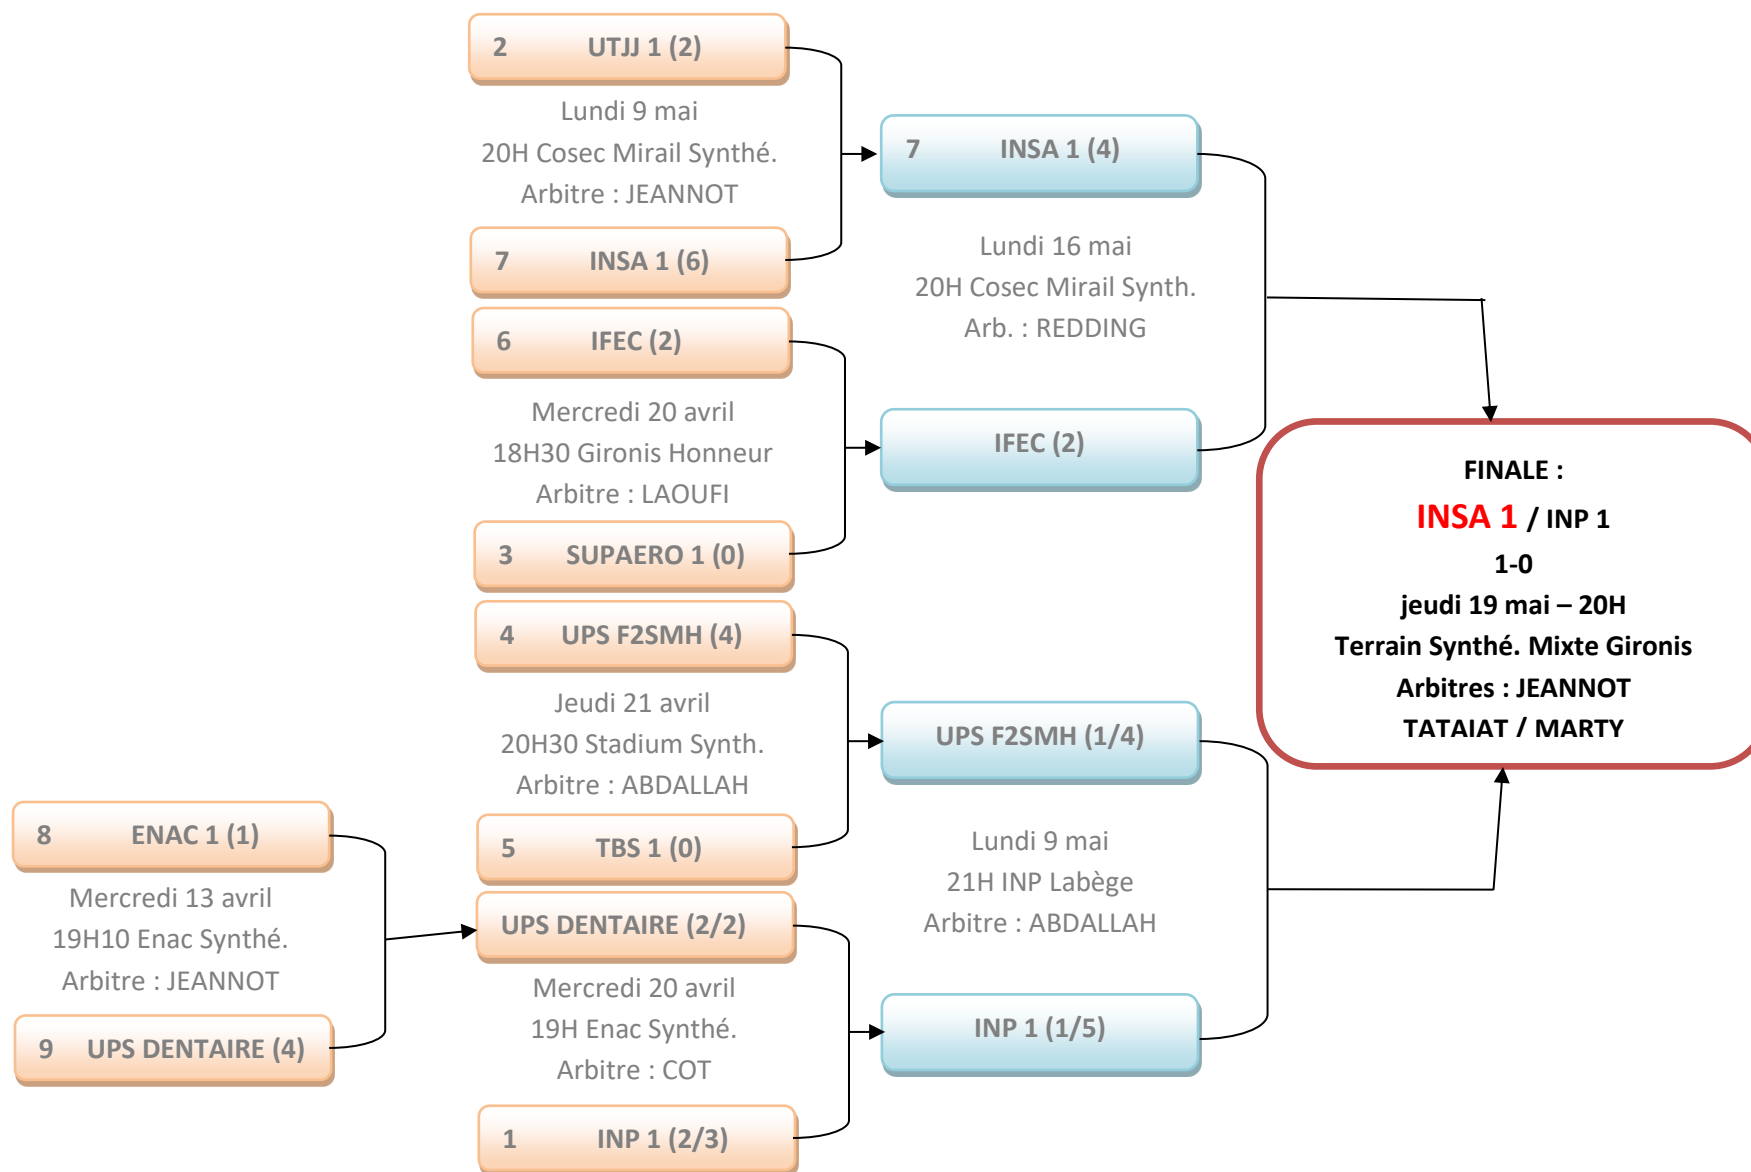 2 UTJJ 1 (2)
Lundi 9 mai
20H Cosec Mirail Synthé.
Arbitre : JEANNOT
7 INSA 1 (6)
6 IFEC (2)
Mercredi 20 avril
18H30 Gironis Honneur
Arbitre : LAOUFI
3 SUPAERO 1 (0)
4 UPS F2SMH (4)
Jeudi 21 avril
20H30 Stadium Synth.
Arbitre : ABDALLAH
5 TBS 1 (0)
8 ENAC 1 (1)
Mercredi 13 avril
19H10 Enac Synthé.
Arbitre : JEANNOT
9 UPS DENTAIRE (4)
UPS DENTAIRE (2/2)
Mercredi 20 avril
19H Enac Synthé.
Arbitre : COT
1 INP 1 (2/3)
7 INSA 1 (4)
Lundi 16 mai
20H Cosec Mirail Synth.
Arb. : REDDING
IFEC (2)
UPS F2SMH (1/4)
Lundi 9 mai
21H INP Labège
Arbitre : ABDALLAH
INP 1 (1/5)
FINALE :
INSA 1 / INP 1
1-0
jeudi 19 mai – 20H
Terrain Synthé. Mixte Gironis
Arbitres : JEANNOT
TATAIAT / MARTY